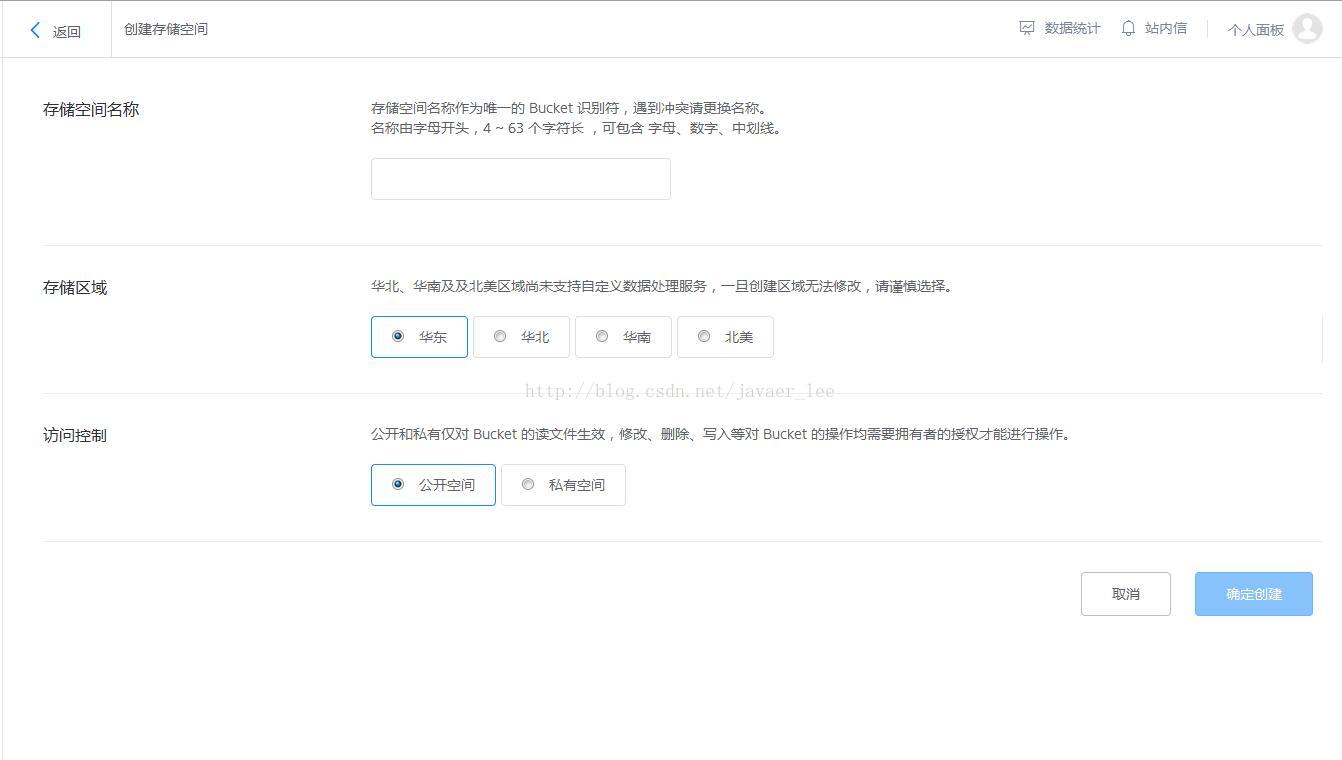 返回
创建存储空间
数据统计
站内信
个人面板
存储空间名称
存储空间名称作为唯一的 Bucket 识别符，遇到冲突请更换名称。
名称由字母开头，4 ~ 63 个字符长 ，可包含 字母、数字、中划线。
存储区域
华北、华南及及北美区域尚未支持自定义数据处理服务，一旦创建区域无法修改，请谨慎选择。
华东
华北
华南
北美
http://blog.csdn.net/javaer_lee
访问控制
公开和私有仅对 Bucket 的读文件生效，修改、删除、写入等对 Bucket 的操作均需要拥有者的授权才能进行操作。
公开空间
私有空间
取消
确定创建